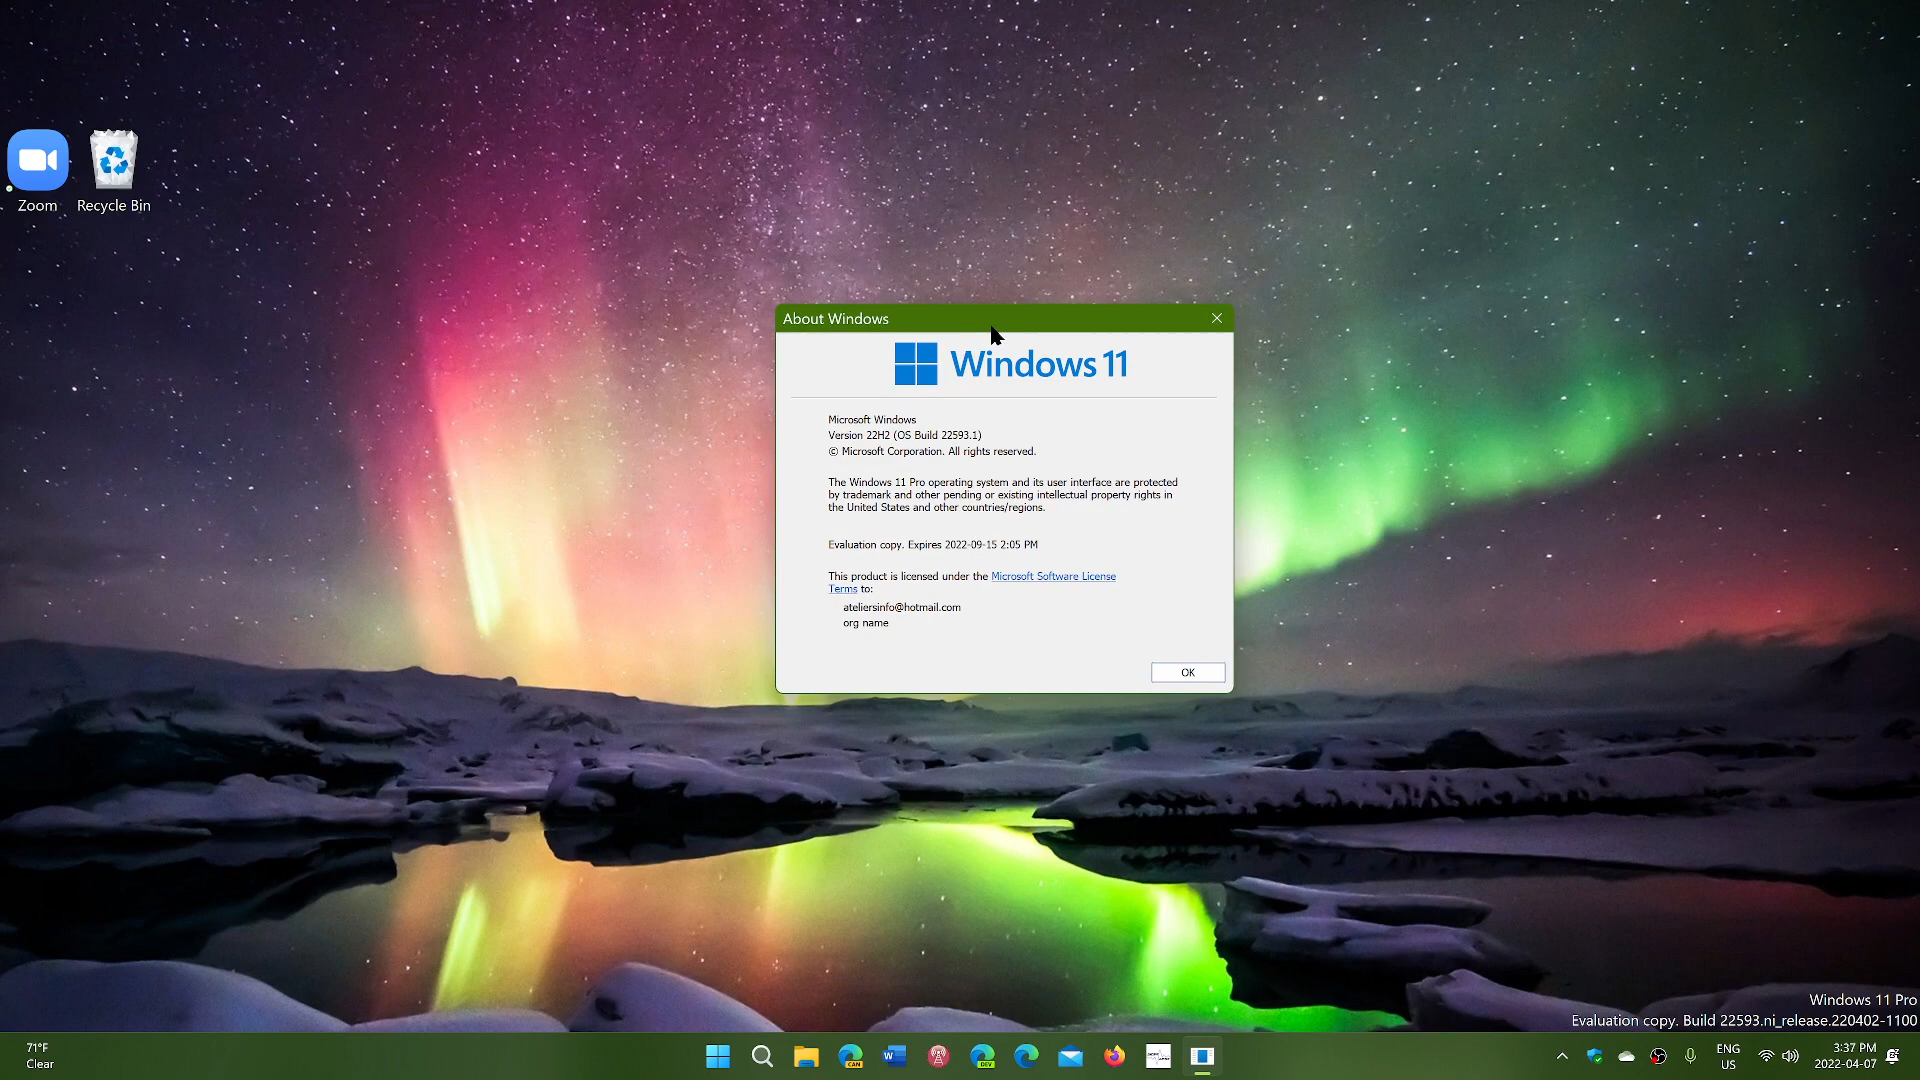 Zoom
Recycle Bin
About Windows
Windows 11
Microsoft Windows
Version 22H2 (OS Build 22593.1)
© Microsoft Corporation. All rights reserved.
The Windows 11 Pro operating system and its user interface are protected
by trademark and other pending or existing intellectual property rights in
the United States and other countries/regions.
Evaluation copy. Expires 2022-09-15 2:05 PM
This product is licensed under the Microsoft Software License
Terms to:
ateliersinfo@hotmail.com
org name
OK
Windows 11 Pro
Evaluation copy. Build 22593.ni_release.220402-1100
71°F
Clear
CAN
W
DEV
ENG
US
3:37 PM
2022-04-07